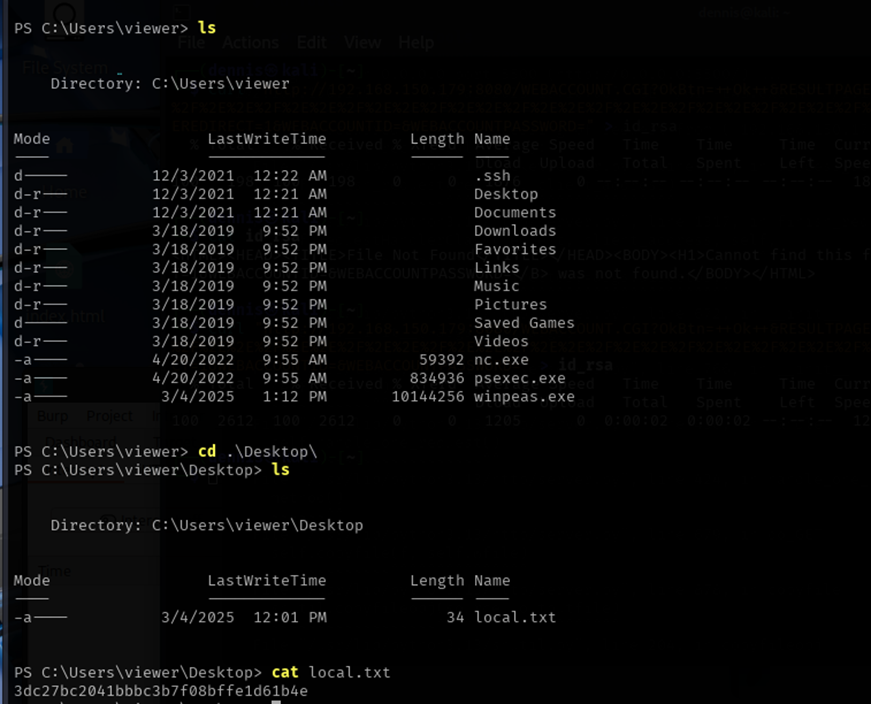 PS C:\Users\viewer> ls
Directory: C:\Users\viewer
Mode LastWriteTime Length Name
d----- 12/3/2021 12:22 AM .ssh
d-r--- 12/3/2021 12:21 AM Desktop
d-r--- 12/3/2021 12:21 AM Documents
d-r--- 3/18/2019 9:52 PM Downloads
d-r--- 3/18/2019 9:52 PM Favorites
d-r--- 3/18/2019 9:52 PM Links
d-r--- 3/18/2019 9:52 PM Music
d-r--- 3/18/2019 9:52 PM Pictures
d----- 3/18/2019 9:52 PM Saved Games
d-r--- 3/18/2019 9:52 PM Videos
-a---- 4/20/2022 9:55 AM 59392 nc.exe
-a---- 4/20/2022 9:55 AM 834936 psexec.exe
-a---- 3/4/2025 1:12 PM 10144256 winpeas.exe
PS C:\Users\viewer> cd .\Desktop\
PS C:\Users\viewer\Desktop> ls
Directory: C:\Users\viewer\Desktop
Mode LastWriteTime Length Name
-a---- 3/4/2025 12:01 PM 34 local.txt
PS C:\Users\viewer\Desktop> cat local.txt
3dc27bc2041bbbc3b7f08bffe1d61b4e